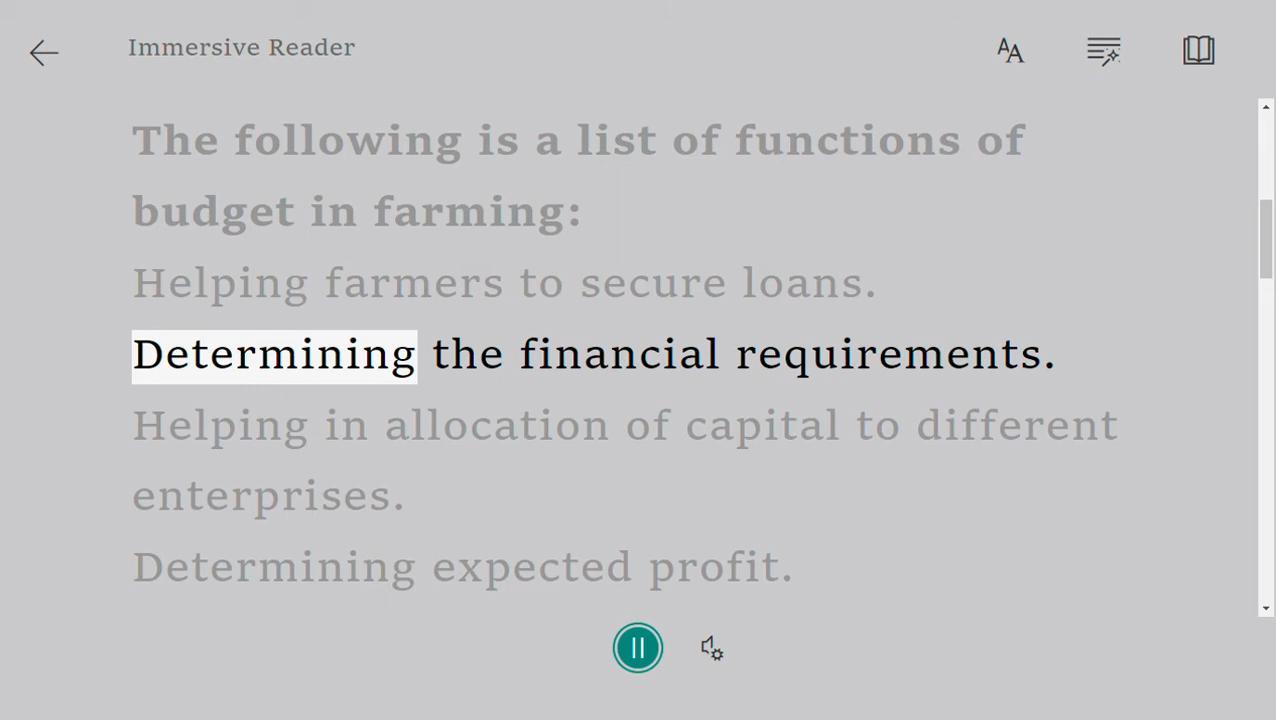 Immersive Reader
The following is a list of functions of
budget in farming:
Helping farmers to secure loans.
Determining the financial requirements.
Helping in allocation of capital to different
enterprises.
Determining expected profit.